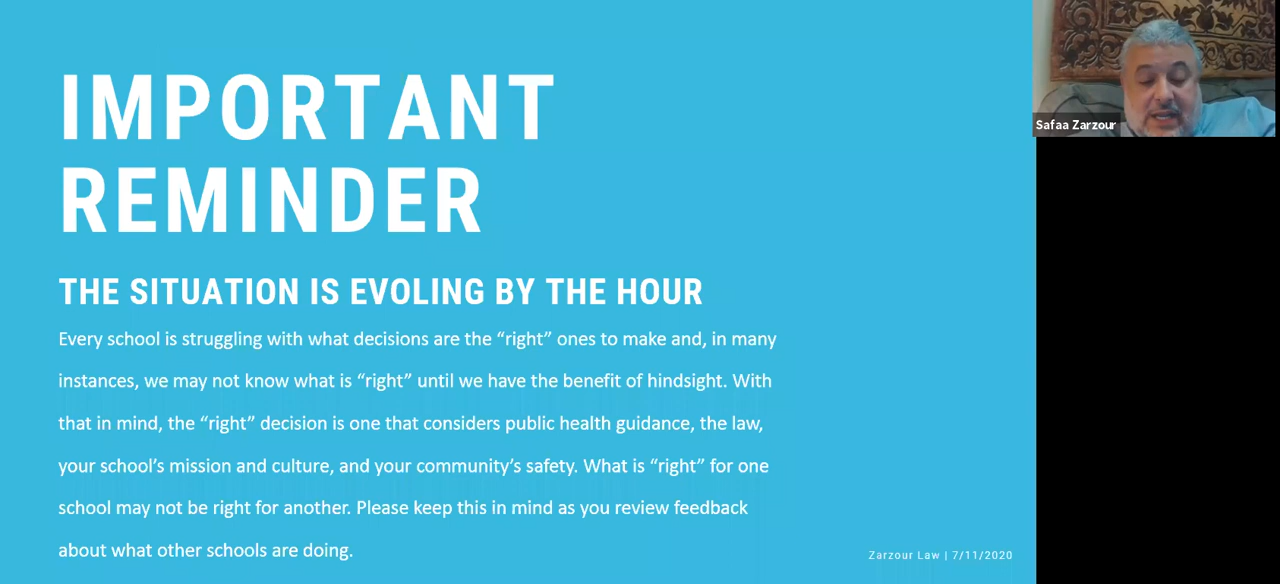 IMPORTANT
REMINDER
THE SITUATION IS EVOLING BY THE HOUR
Every school is struggling with what decisions are the “right” ones to make and, in many
instances, we may not know what is “right” until we have the benefit of hindsight. With
that in mind, the “right” decision is one that considers public health guidance, the law,
your school’s mission and culture, and your community’s safety. What is “right” for one
school may not be right for another. Please keep this in mind as you review feedback
about what other schools are doing.
Zarzour Law | 7/11/2020
Safaa Zarzour